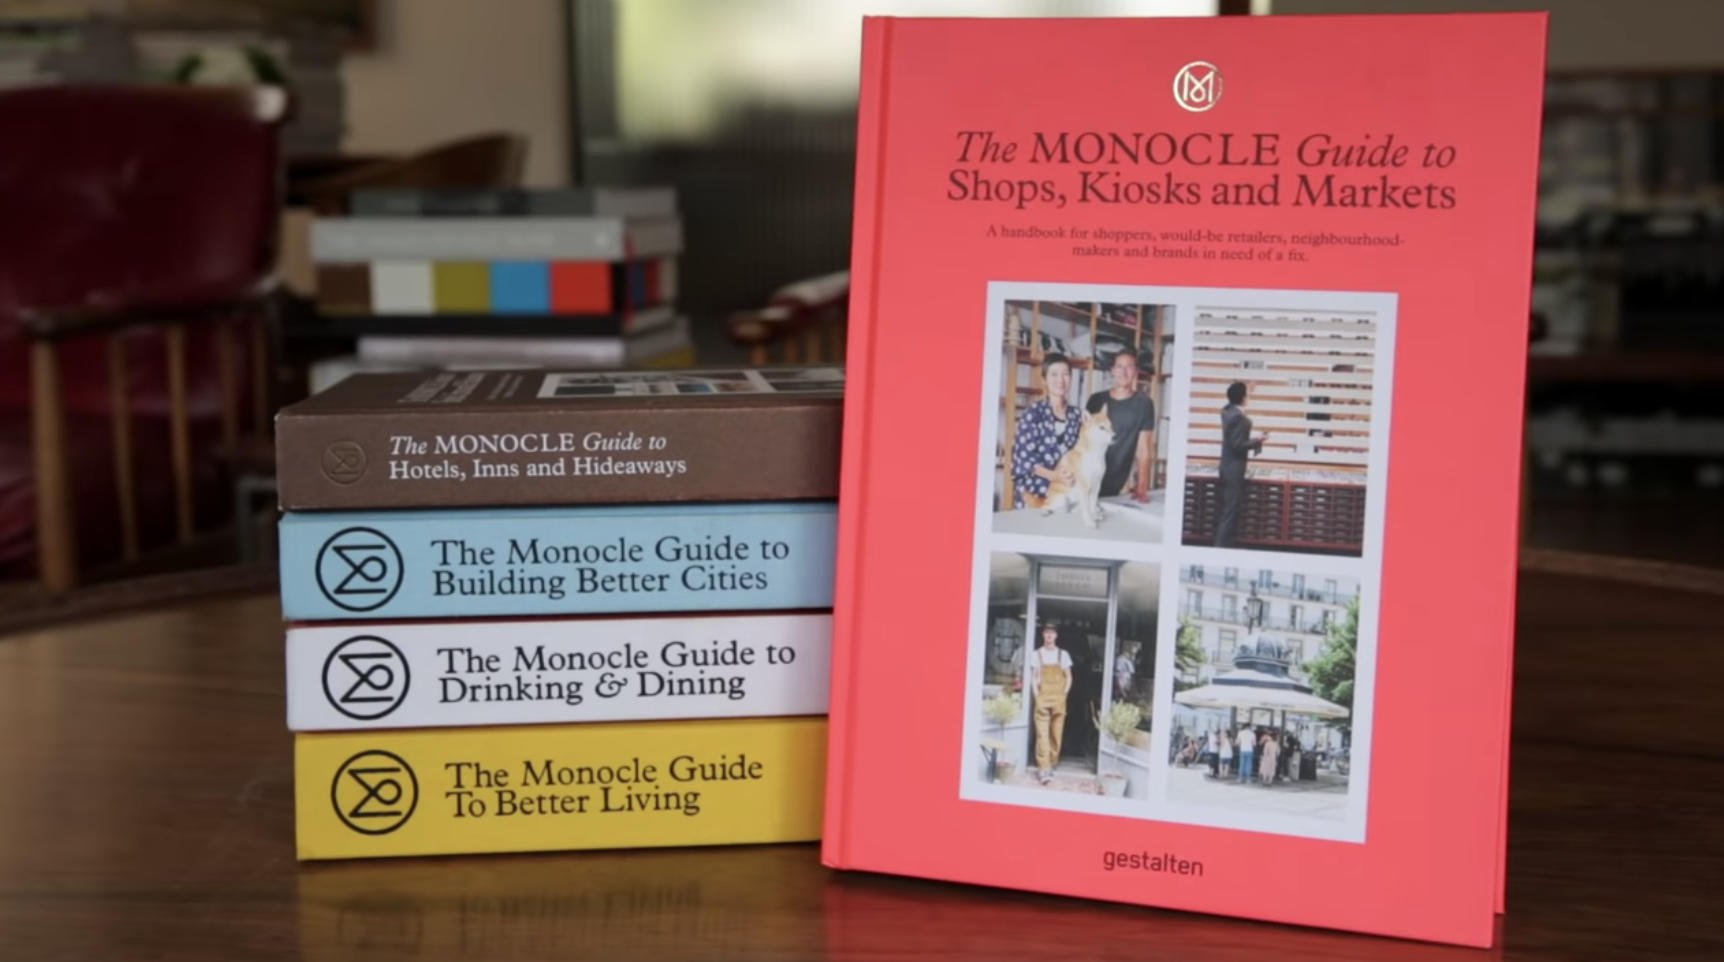 The MONOCLE Guide to
Shops, Kiosks and Markets
A handbook for shoppers, would-be retailers, neighbourhood-
makers and brands in need of a fix.
gestalten
The MONOCLE Guide to
Hotels, Inns and Hideaways
The Monocle Guide to
Building Better Cities
The Monocle Guide to
Drinking & Dining
The Monocle Guide
To Better Living